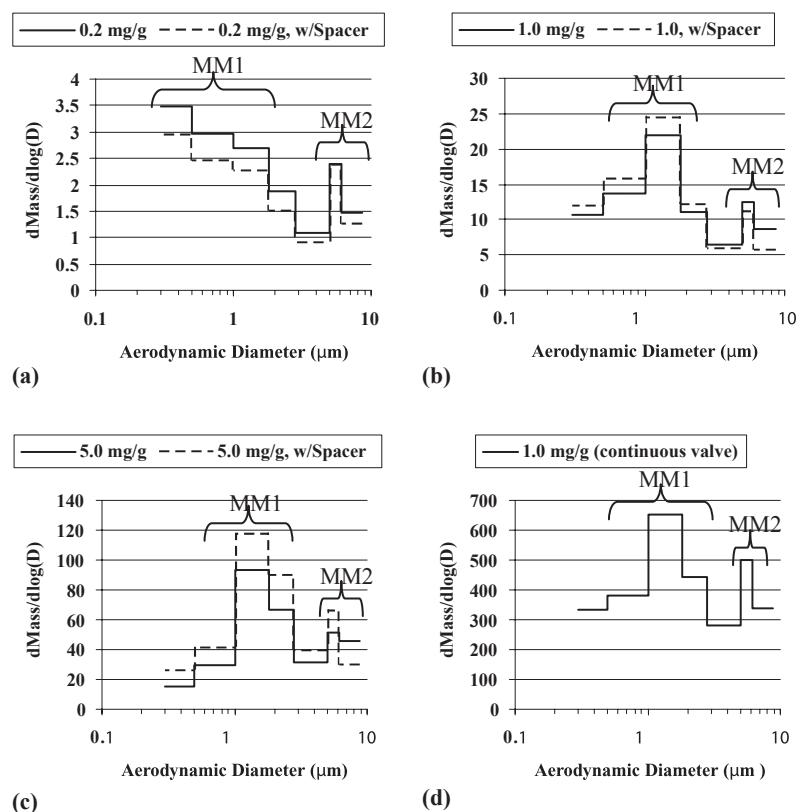 0.2 mg/g 0.2 mg/g, w/Spacer
MM1
MM2
4
3.5
3
2.5
2
1.5
1
0.5
0
dMass/dlog(D)
0.1 1 10
Aerodynamic Diameter (μm)
(a)
1.0 mg/g 1.0, w/Spacer
MM1
MM2
30
25
20
15
10
5
0
dMass/dlog(D)
0.1 1 10
Aerodynamic Diameter (μm)
(b)
5.0 mg/g 5.0 mg/g, w/Spacer
MM1
MM2
140
120
100
80
60
40
20
0
dMass/dlog(D)
0.1 1 10
Aerodynamic Diameter (μm)
(c)
1.0 mg/g (continuous valve)
MM1
MM2
700
600
500
400
300
200
100
0
dMass/dlog(D)
0.1 1 10
Aerodynamic Diameter (μm )
(d)